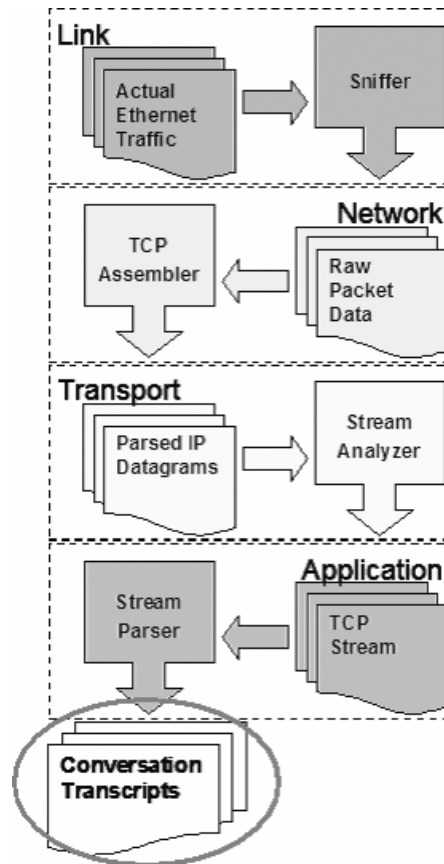 Link
Actual
Ethernet
Traffic
Sniffer
Network
TCP
Assembler
Raw
Packet
Data
Transport
Parsed IP
Datagrams
Stream
Analyzer
Application
Stream
Parser
TCP
Stream
Conversation
Transcripts